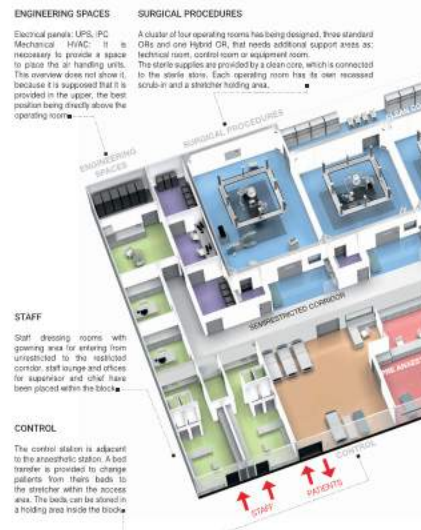 ENGINEERING SPACES
Electrical panels: UPS, IPC
Mechanical HVAC: It is
neccessary to provide a space
to place the air handling units.
This overview does not show it,
because it is supposed that it is
provided in the upper, the best
position being directly above the
operating room
SURGICAL PROCEDURES
A cluster of four operating rooms has being designed, three standard
ORs and one Hybrid OR, that needs additional support areas as:
technical room, control room or equipment room.
The sterile supplies are provided by a clean core, which is connected
to the sterile store. Each operating room has its own recessed
scrub-in and a stretcher holding area.
SURGICAL PROCEDURES
CLEAN CO
ENGINEERING
SPACES
SEMIRESTRICTED CORRIDOR
PRE ANAES
STAFF
Staff dressing rooms with
gowning area for entering from
unrestricted to the restricted
corridor, staff lounge and offices
for supervisor and chief have
been placed within the block
CONTROL
The control station is adjacent
to the anaesthetic station. A bed
transfer is provided to change
patients from theirs beds to
the stretcher within the access
area. The beds can be stored in
a holding area inside the block
CONTROL
STAFF
PATIENTS